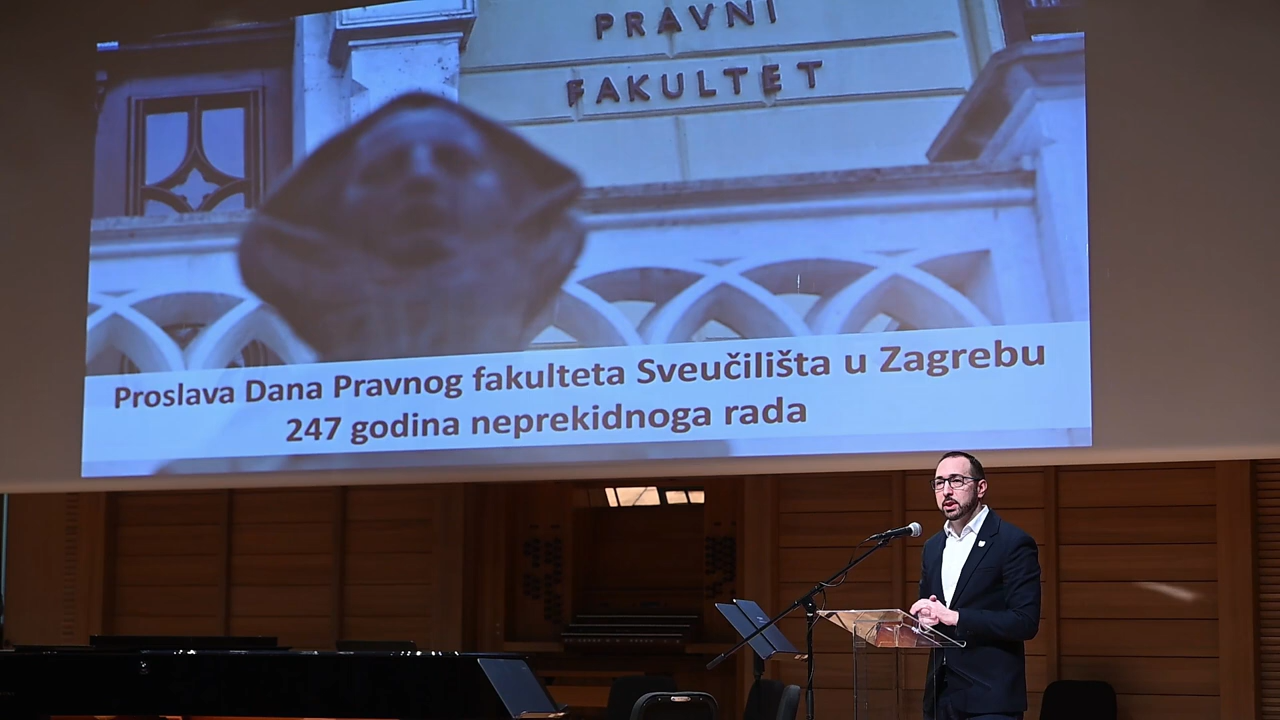 PRAVNI
FAKULTET
Proslava Dana Pravnog fakulteta Sveučilišta u Zagrebu
247 godina neprekidnoga rada